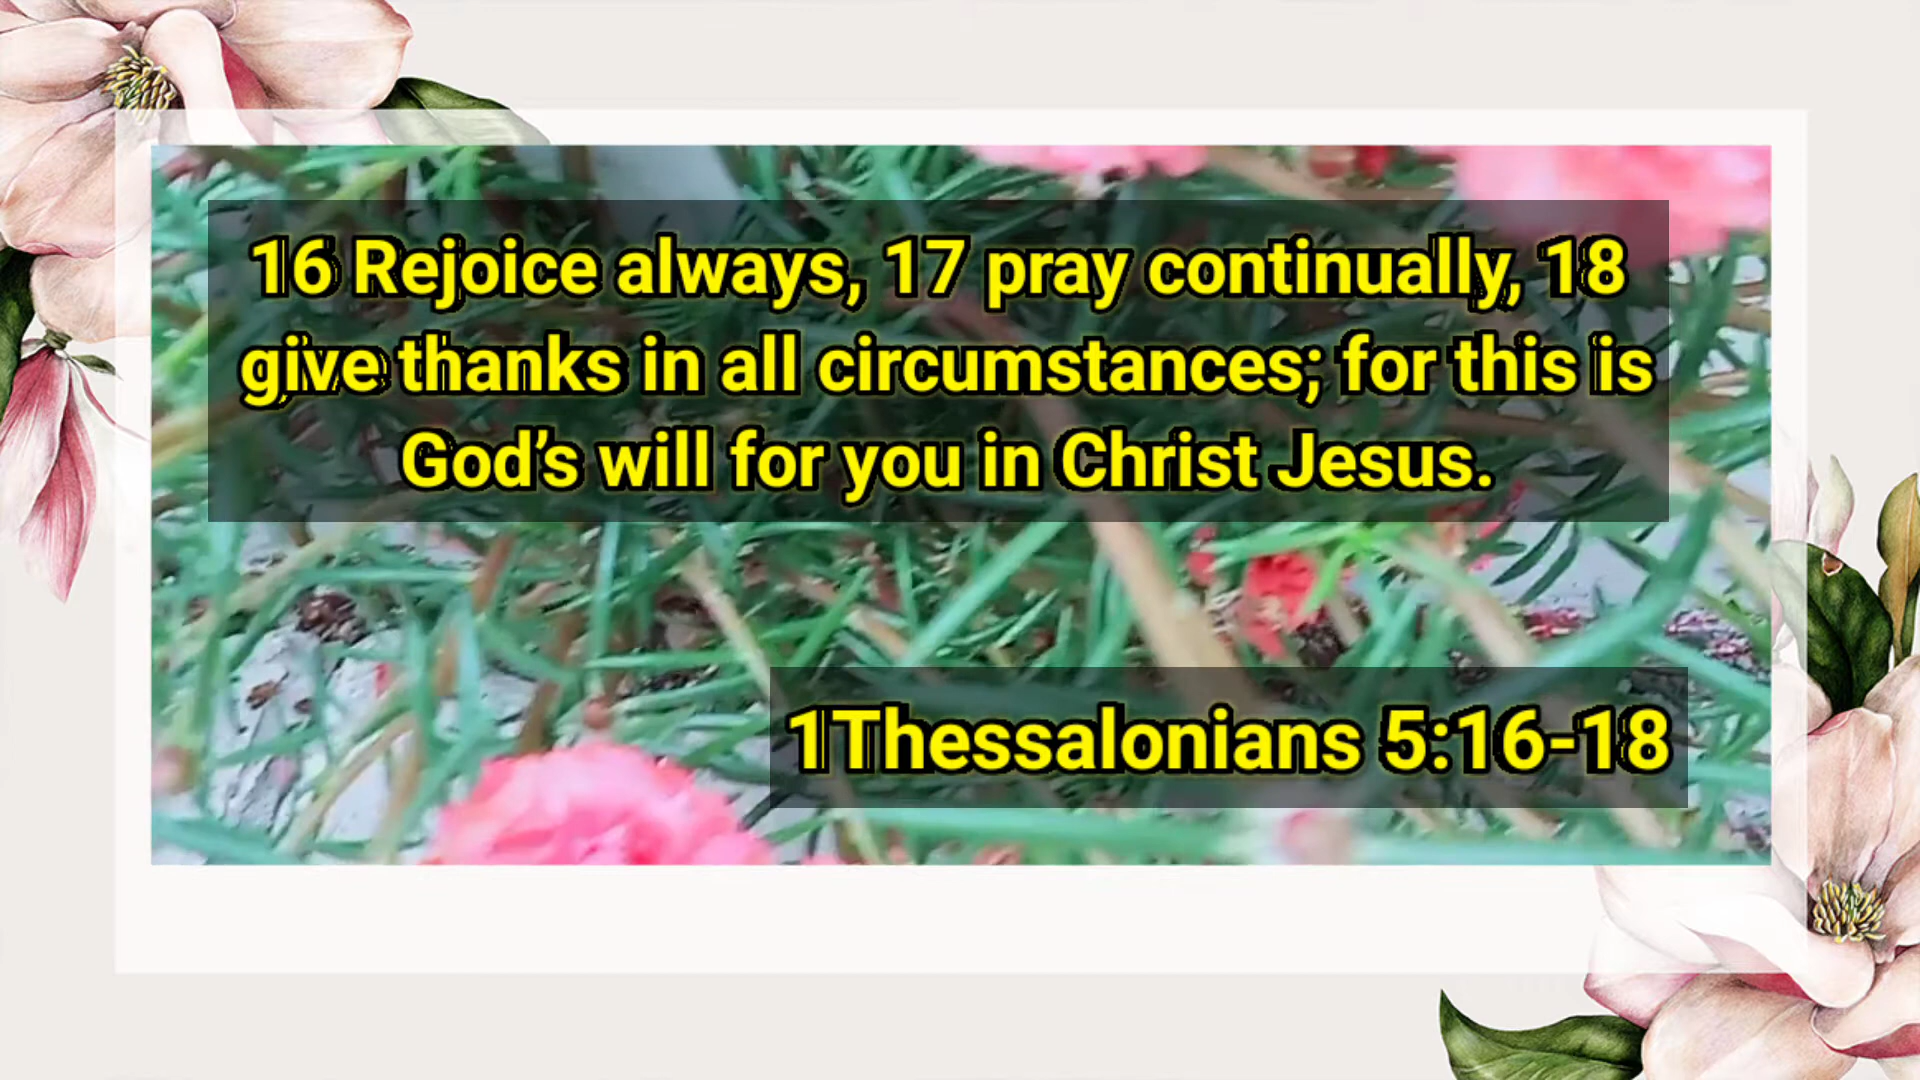 16 Rejoice always, 17 pray continually, 18
give thanks in all circumstances; for this is
God’s will for you in Christ Jesus.
1Thessalonians 5:16-18